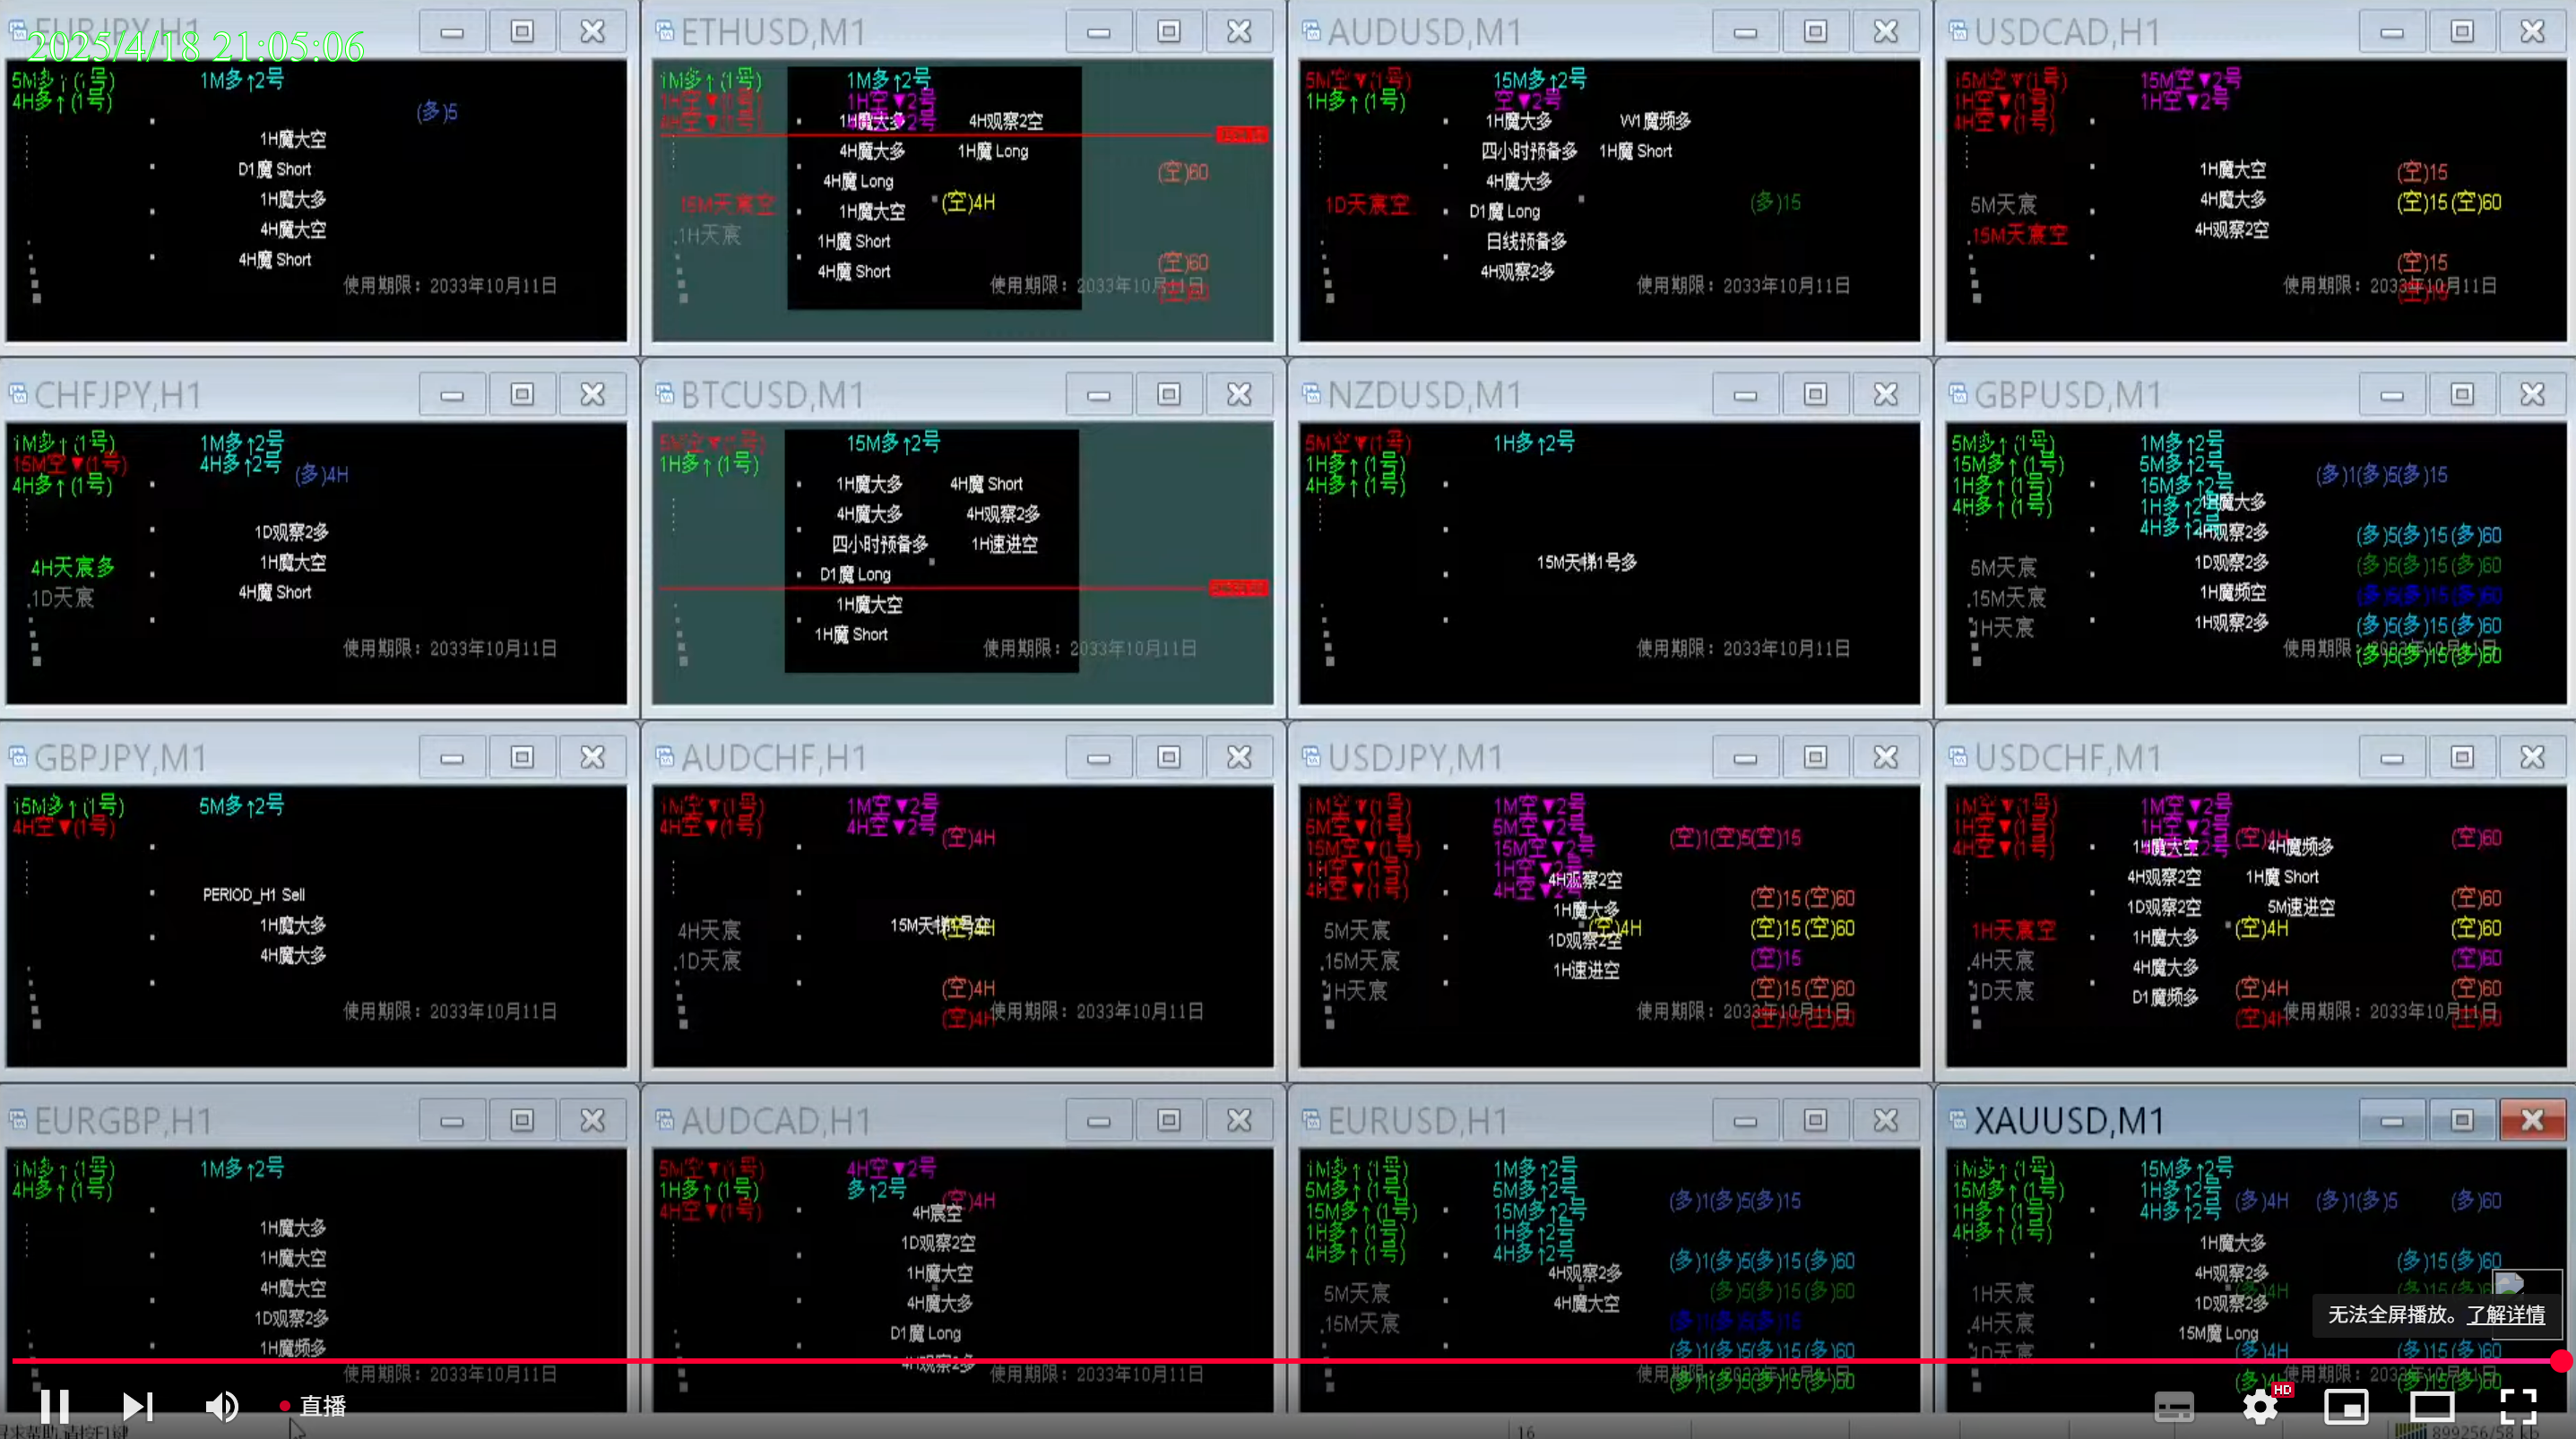 EURJPY,H1
2025/4/18 21:05:06
5M多↑(1号) 1M多↑2号
4H多↑(1号)
(多)5
1H魔大空
D1魔 Short
1H魔大多
4H魔大空
4H魔 Short
使用期限：2033年10月11日
ETHUSD,M1
1M多↑(1号) 1M多↑2号
1H空▼(1号) 1H空▼2号
4H空▼(1号)
1H魔大多 4H观察2空
4H魔大多 1H魔 Long
(空)60
4H魔 Long
15M天宸空 1H魔大空 (空)4H
1H天宸 1H魔 Short
(空)60
4H魔 Short
使用期限：2033年10月11日
(空)60
AUDUSD,M1
5M空▼(1号) 15M多↑2号
1H多↑(1号) 空▼2号
1H魔大多 W1魔频多
四小时预备多 1H魔 Short
4H魔大多
1D天宸空 D1魔 Long (多)15
日线预备多
4H观察2多
使用期限：2033年10月11日
USDCAD,H1
15M空▼(1号) 15M空▼2号
1H空▼(1号) 1H空▼2号
4H空▼(1号)
1H魔大空 (空)15
5M天宸 4H魔大多 (空)15(空)60
15M天宸空 4H观察2空
(空)15
使用期限：2033年10月11日
(空)15
CHFJPY,H1
1M多↑(1号) 1M多↑2号
15M空▼(1号) 4H多↑2号
4H多↑(1号) (多)4H
1D观察2多
4H天宸多 1H魔大空
1D天宸 4H魔 Short
使用期限：2033年10月11日
BTCUSD,M1
5M空▼(1号) 15M多↑2号
1H多↑(1号)
1H魔大多 4H魔 Short
4H魔大多 4H观察2多
四小时预备多 1H速进空
D1魔 Long
1H魔大空
1H魔 Short
使用期限：2033年10月11日
NZDUSD,M1
5M空▼(1号) 1H多↑2号
1H多↑(1号)
4H多↑(1号)
15M天梯1号多
使用期限：2033年10月11日
GBPUSD,M1
5M多↑(1号) 1M多↑2号
15M多↑(1号) 5M多↑2号
1H多↑(1号) 15M多↑2号 (多)1(多)5(多)15
4H多↑(1号) 1H多↑2号 1H魔大多
4H多↑2号 4H观察2多 (多)5(多)15(多)60
5M天宸 1D观察2多 (多)5(多)15(多)60
15M天宸 1H魔频空 (多)5(多)15(多)60
1H天宸 1H观察2多 (多)5(多)15(多)60
使用期限：2033年10月11日
(多)5(多)15(多)60
GBPJPY,M1
15M多↑(1号) 5M多↑2号
4H空▼(1号)
PERIOD_H1 Sell
1H魔大多
4H魔大多
使用期限：2033年10月11日
AUDCHF,H1
1M空▼(1号) 1M空▼2号
4H空▼(1号) 4H空▼2号
(空)4H
4H天宸 15M天梯1号空 (空)4H
1D天宸
(空)4H
(空)4H 使用期限：2033年10月11日
USDJPY,M1
1M空▼(1号) 1M空▼2号
5M空▼(1号) 5M空▼2号
15M空▼(1号) 15M空▼2号 (空)1(空)5(空)15
1H空▼(1号) 1H空▼2号
4H空▼(1号) 4H空▼2号
4H观察2空
1H魔大多 (空)15(空)60
5M天宸 (空)4H (空)15(空)60
15M天宸 1D观察2空 (空)15
1H天宸 1H速进空 (空)15(空)60
使用期限：2033年10月11日
(空)15(空)60
USDCHF,M1
1M空▼(1号) 1M空▼2号
1H空▼(1号) 1H空▼2号
4H空▼(1号) 4H空▼2号 (空)4H (空)60
1H魔大空 4H魔频多
4H观察2空 1H魔 Short
1D观察2空 5M速进空 (空)60
1H天宸空 1H魔大多 (空)4H (空)60
4H天宸 4H魔大多 (空)60
1D天宸 D1魔频多 (空)4H (空)60
(空)4H 使用期限：2033年10月11日
(空)60
EURGBP,H1
1M多↑(1号) 1M多↑2号
4H多↑(1号)
1H魔大多
1H魔大空
4H魔大空
1D观察2多
1H魔频多
使用期限：2033年10月11日
AUDCAD,H1
5M空▼(1号) 4H空▼2号
1H多↑(1号) 多↑2号
4H空▼(1号) (空)4H
4H宸空
1D观察2空
1H魔大空
4H魔大多
D1魔 Long
4H观察2多
使用期限：2033年10月11日
EURUSD,H1
1M多↑(1号) 1M多↑2号
5M多↑(1号) 5M多↑2号
15M多↑(1号) 15M多↑2号 (多)1(多)5(多)15
1H多↑(1号) 1H多↑2号
4H多↑(1号) 4H多↑2号
4H观察2多 (多)1(多)5(多)15(多)60
5M天宸 4H魔大空 (多)5(多)15(多)60
15M天宸 (多)1(多)5(多)15
(多)1(多)5(多)15(多)60
使用期限：2033年10月11日
(多)1(多)5(多)15(多)60
XAUUSD,M1
1M多↑(1号) 15M多↑2号
15M多↑(1号) 1H多↑2号
1H多↑(1号) 4H多↑2号 (多)4H (多)1(多)5 (多)60
4H多↑(1号)
1H魔大多
4H观察2多 (多)15(多)60
1H天宸 (多)4H
4H天宸 1D观察2多
1D天宸 15M魔 Long
(多)4H (多)15(多)60
使用期限：2033年10月11日
无法全屏播放。了解详情
直播
HD
16
899256/58 kb